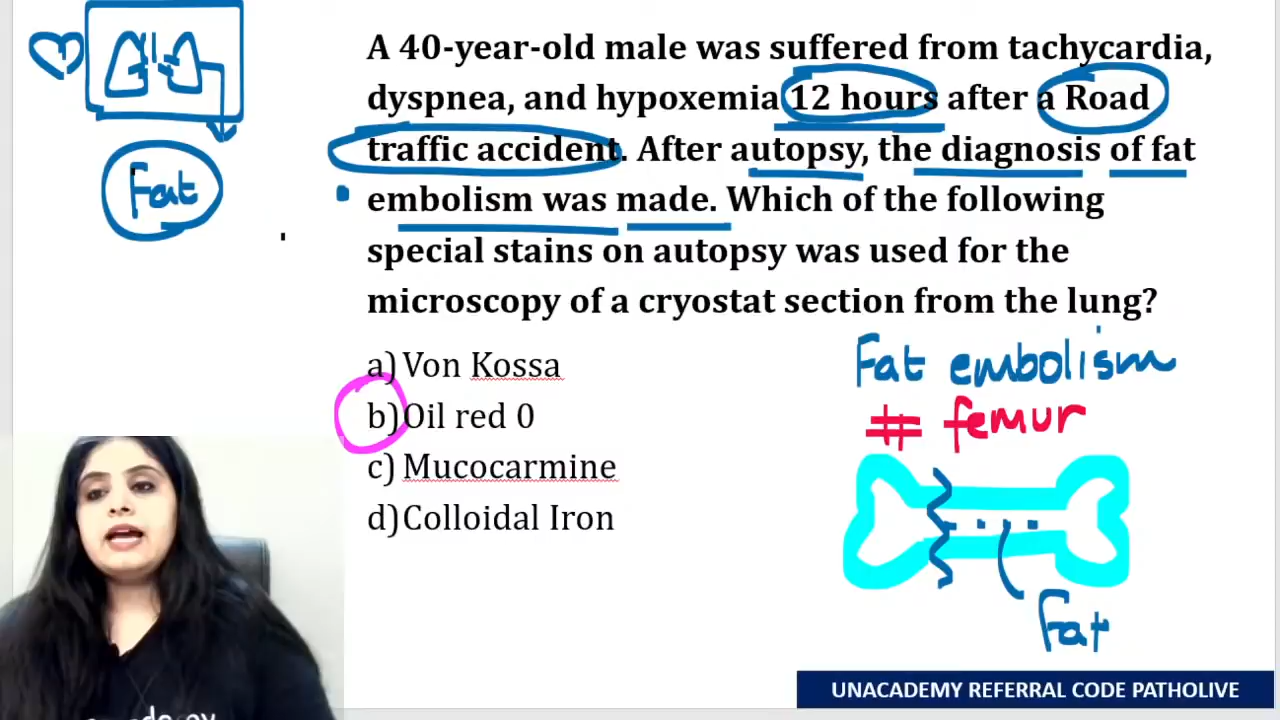 A 40-year-old male was suffered from tachycardia,
dyspnea, and hypoxemia 12 hours after a Road
traffic accident. After autopsy, the diagnosis of fat
embolism was made. Which of the following
special stains on autopsy was used for the
microscopy of a cryostat section from the lung?
Fat
a) Von Kossa
b) Oil red 0
c) Mucocarmine
d) Colloidal Iron
Fat embolism
# femur
fat
UNACADEMY REFERRAL CODE PATHOLIVE